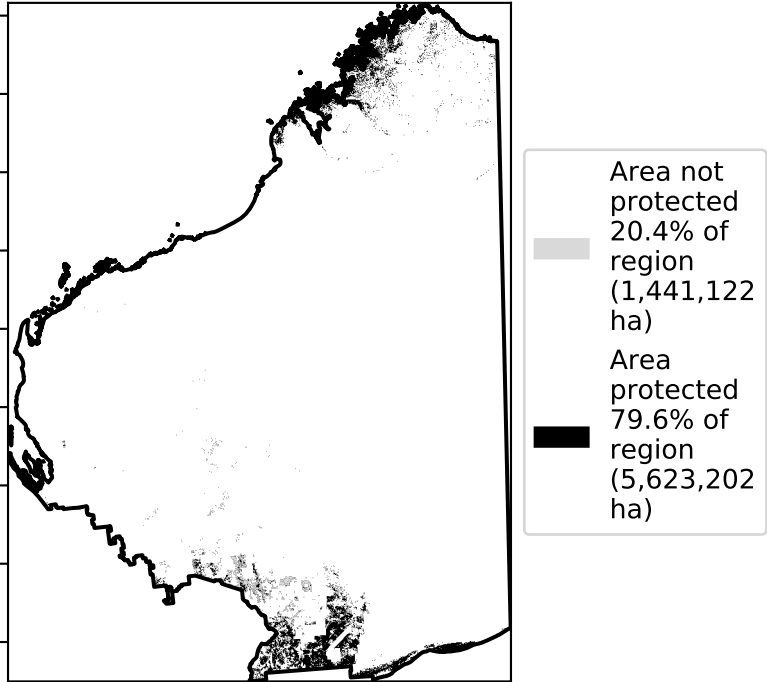 Area not
protected
20.4% of
region
(1,441,122
ha)
Area
protected
79.6% of
region
(5,623,202
ha)